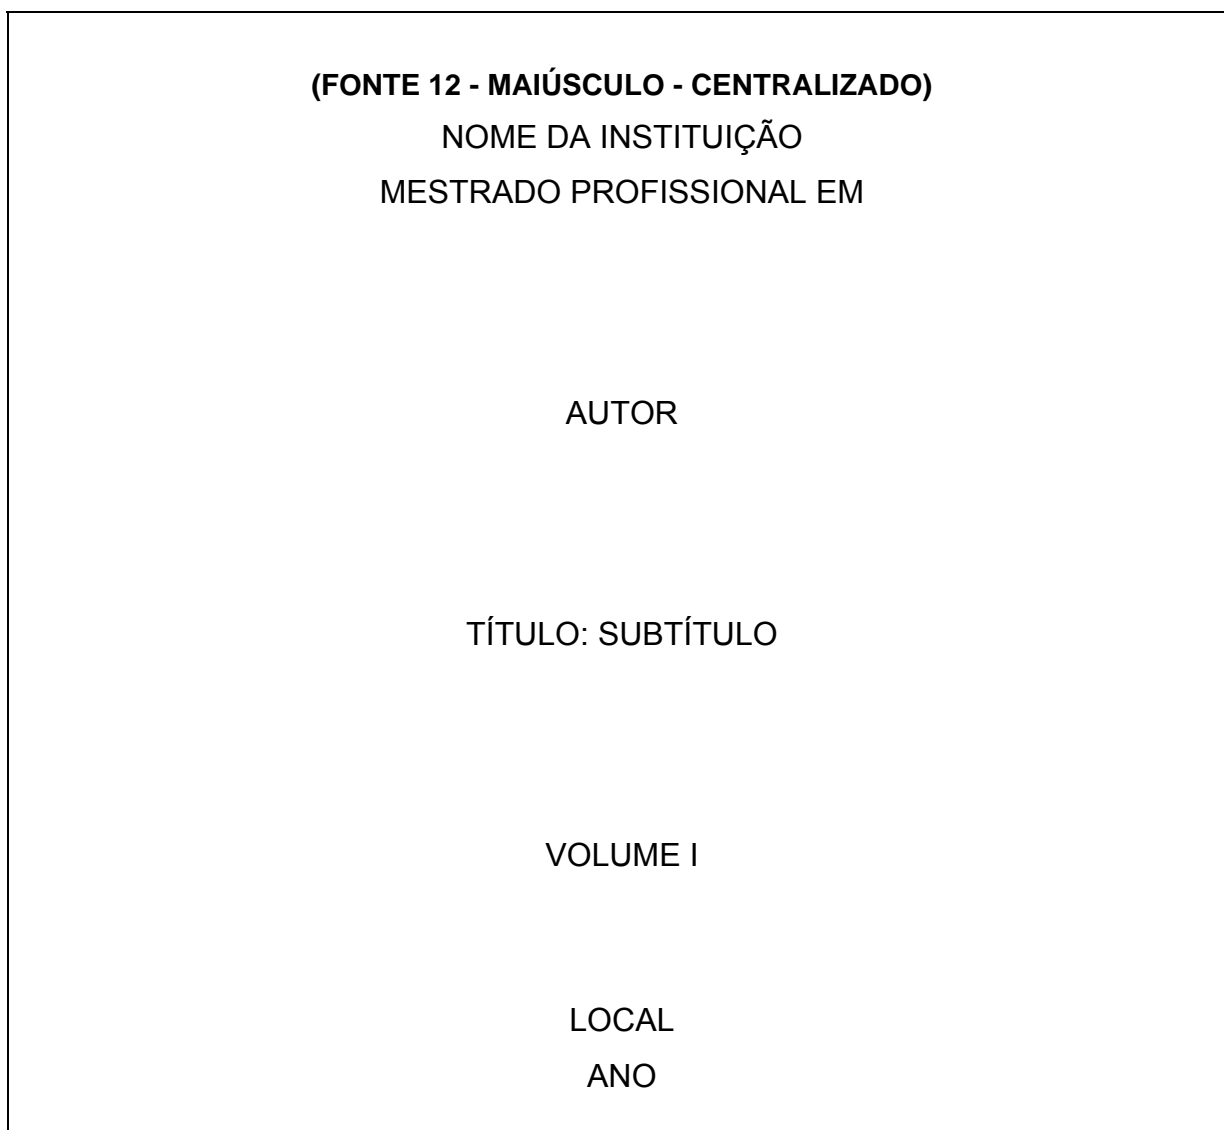 (FONTE 12 - MAIÚSCULO - CENTRALIZADO)
NOME DA INSTITUIÇÃO
MESTRADO PROFISSIONAL EM
AUTOR
TÍTULO: SUBTÍTULO
VOLUME I
LOCAL
ANO